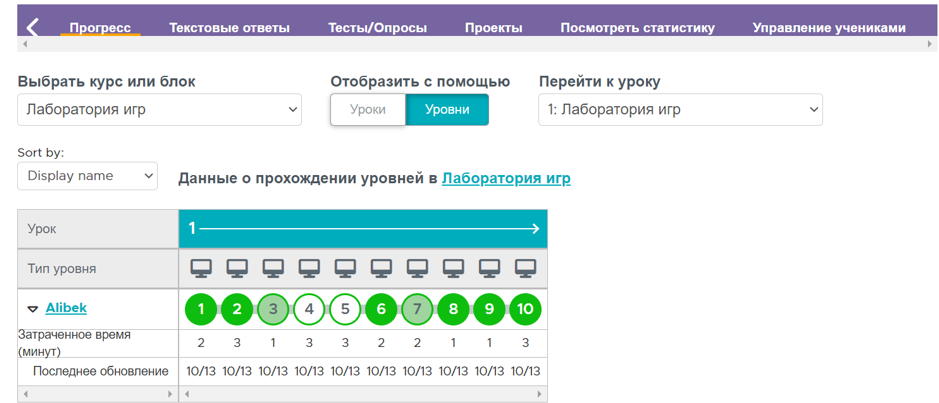 Прогресс Текстовые ответы Тесты/Опросы Проекты Посмотреть статистику Управление учениками
Выбрать курс или блок Отобразить с помощью Перейти к уроку
Лаборатория игр Уроки Уровни 1: Лаборатория игр
Sort by:
Display name Данные о прохождении уровней в Лаборатория игр
Урок 1
Тип уровня
Alibek 1 2 3 4 5 6 7 8 9 10
Затраченное время
(минут) 2 3 1 3 3 2 2 1 1 3
Последнее обновление 10/13 10/13 10/13 10/13 10/13 10/13 10/13 10/13 10/13 10/13